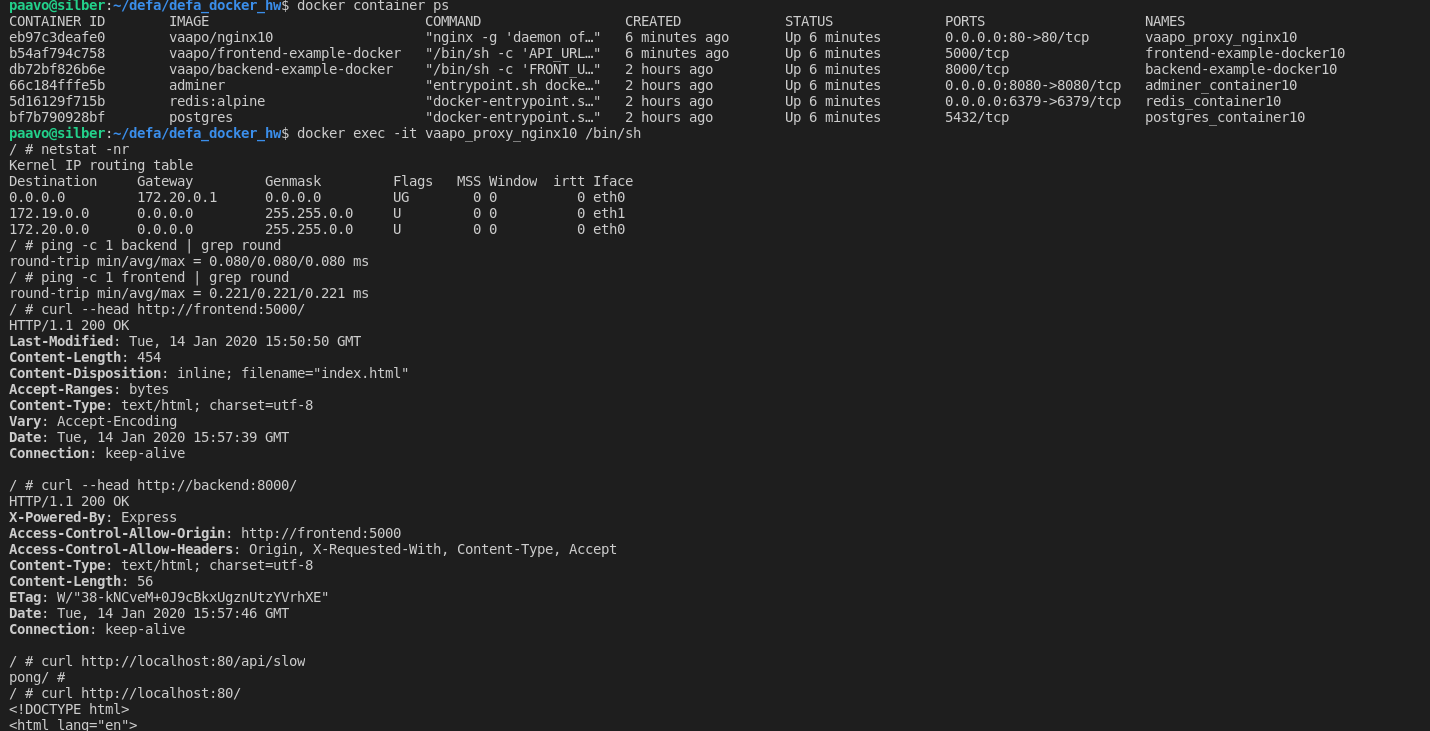 paavo@silber:~/defa/defa_docker_hw$ docker container ps
CONTAINER ID        IMAGE                           COMMAND                  CREATED             STATUS              PORTS                    NAMES
eb97c3deafe0        vaapo/nginx10                   "nginx -g 'daemon of…"   6 minutes ago       Up 6 minutes        0.0.0.0:80->80/tcp       vaapo_proxy_nginx10
b54af794c758        vaapo/frontend-example-docker   "/bin/sh -c 'API_URL…"   6 minutes ago       Up 6 minutes        5000/tcp                 frontend-example-docker10
db72bf826b6e        vaapo/backend-example-docker    "/bin/sh -c 'FRONT_U…"   2 hours ago         Up 6 minutes        8000/tcp                 backend-example-docker10
66c184fffe5b        adminer                         "entrypoint.sh docke…"   2 hours ago         Up 6 minutes        0.0.0.0:8080->8080/tcp   adminer_container10
5d16129f715b        redis:alpine                    "docker-entrypoint.s…"   2 hours ago         Up 6 minutes        0.0.0.0:6379->6379/tcp   redis_container10
bf7b790928bf        postgres                        "docker-entrypoint.s…"   2 hours ago         Up 6 minutes        5432/tcp                 postgres_container10
paavo@silber:~/defa/defa_docker_hw$ docker exec -it vaapo_proxy_nginx10 /bin/sh
/ # netstat -nr
Kernel IP routing table
Destination     Gateway         Genmask         Flags   MSS Window  irtt Iface
0.0.0.0         172.20.0.1      0.0.0.0         UG        0 0          0 eth0
172.19.0.0      0.0.0.0         255.255.0.0     U         0 0          0 eth1
172.20.0.0      0.0.0.0         255.255.0.0     U         0 0          0 eth0
/ # ping -c 1 backend | grep round
round-trip min/avg/max = 0.080/0.080/0.080 ms
/ # ping -c 1 frontend | grep round
round-trip min/avg/max = 0.221/0.221/0.221 ms
/ # curl --head http://frontend:5000/
HTTP/1.1 200 OK
Last-Modified: Tue, 14 Jan 2020 15:50:50 GMT
Content-Length: 454
Content-Disposition: inline; filename="index.html"
Accept-Ranges: bytes
Content-Type: text/html; charset=utf-8
Vary: Accept-Encoding
Date: Tue, 14 Jan 2020 15:57:39 GMT
Connection: keep-alive
/ # curl --head http://backend:8000/
HTTP/1.1 200 OK
X-Powered-By: Express
Access-Control-Allow-Origin: http://frontend:5000
Access-Control-Allow-Headers: Origin, X-Requested-With, Content-Type, Accept
Content-Type: text/html; charset=utf-8
Content-Length: 56
ETag: W/"38-kNCveM+0J9cBkxUgznUtzYVrhXE"
Date: Tue, 14 Jan 2020 15:57:46 GMT
Connection: keep-alive
/ # curl http://localhost:80/api/slow
pong/ #
/ # curl http://localhost:80/
<!DOCTYPE html>
<html lang="en">